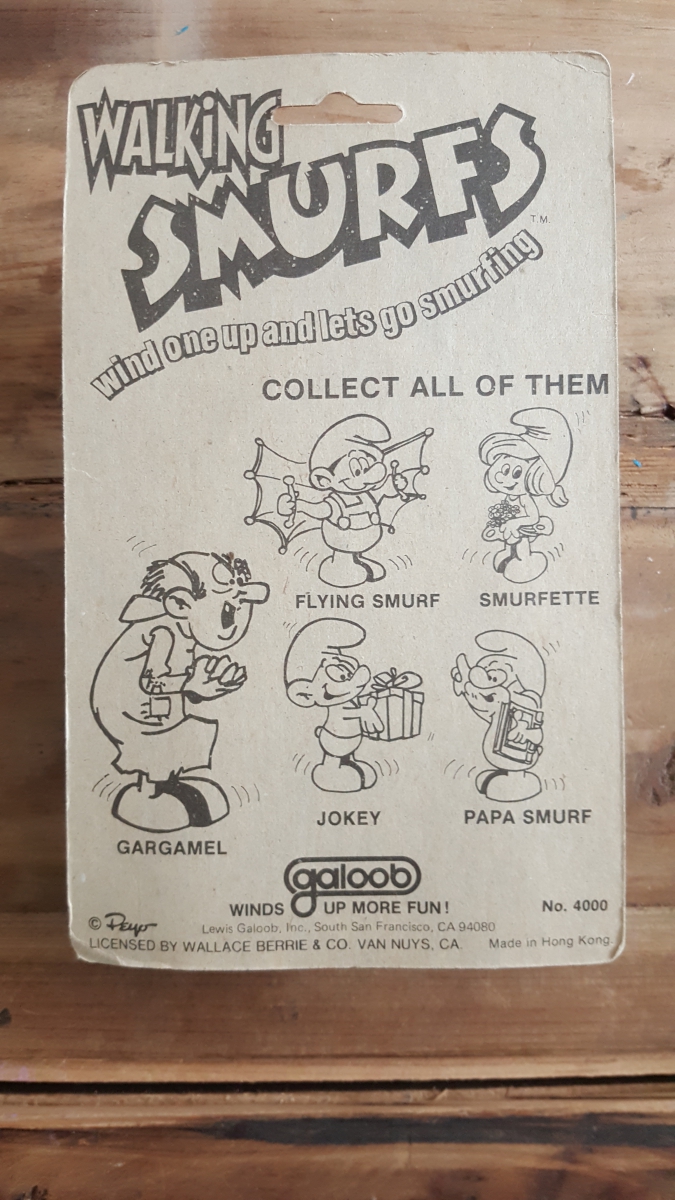 WALKiNG
SMURFS
T.M.
wind one up and lets go smurfing
COLLECT ALL OF THEM
FLYING SMURF
SMURFETTE
GARGAMEL
JOKEY
PAPA SMURF
galoob
WINDS UP MORE FUN!
No. 4000
© Peyo
Lewis Galoob, Inc., South San Francisco, CA 94080
LICENSED BY WALLACE BERRIE & CO. VAN NUYS, CA.
Made in Hong Kong.